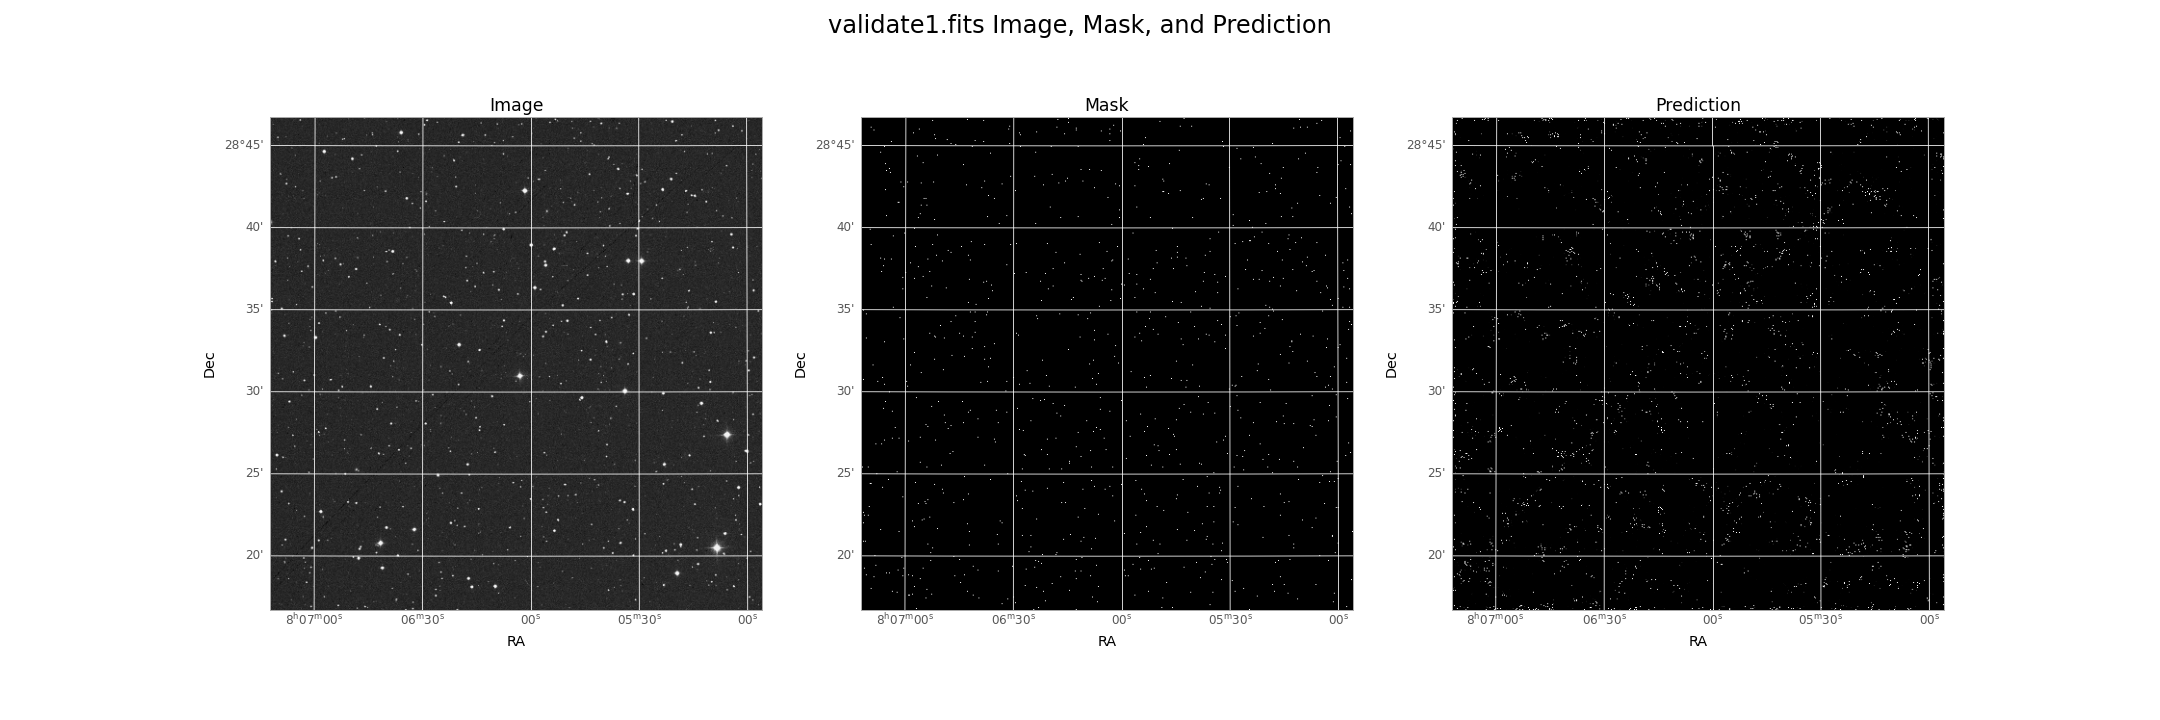 validate1.fits Image, Mask, and Prediction
Image
28°45'
40'
35'
30'
25'
20'
Dec
8ʰ07ᵐ00ˢ 06ᵐ30ˢ 00ˢ 05ᵐ30ˢ 00ˢ
RA
Mask
28°45'
40'
35'
30'
25'
20'
Dec
8ʰ07ᵐ00ˢ 06ᵐ30ˢ 00ˢ 05ᵐ30ˢ 00ˢ
RA
Prediction
28°45'
40'
35'
30'
25'
20'
Dec
8ʰ07ᵐ00ˢ 06ᵐ30ˢ 00ˢ 05ᵐ30ˢ 00ˢ
RA